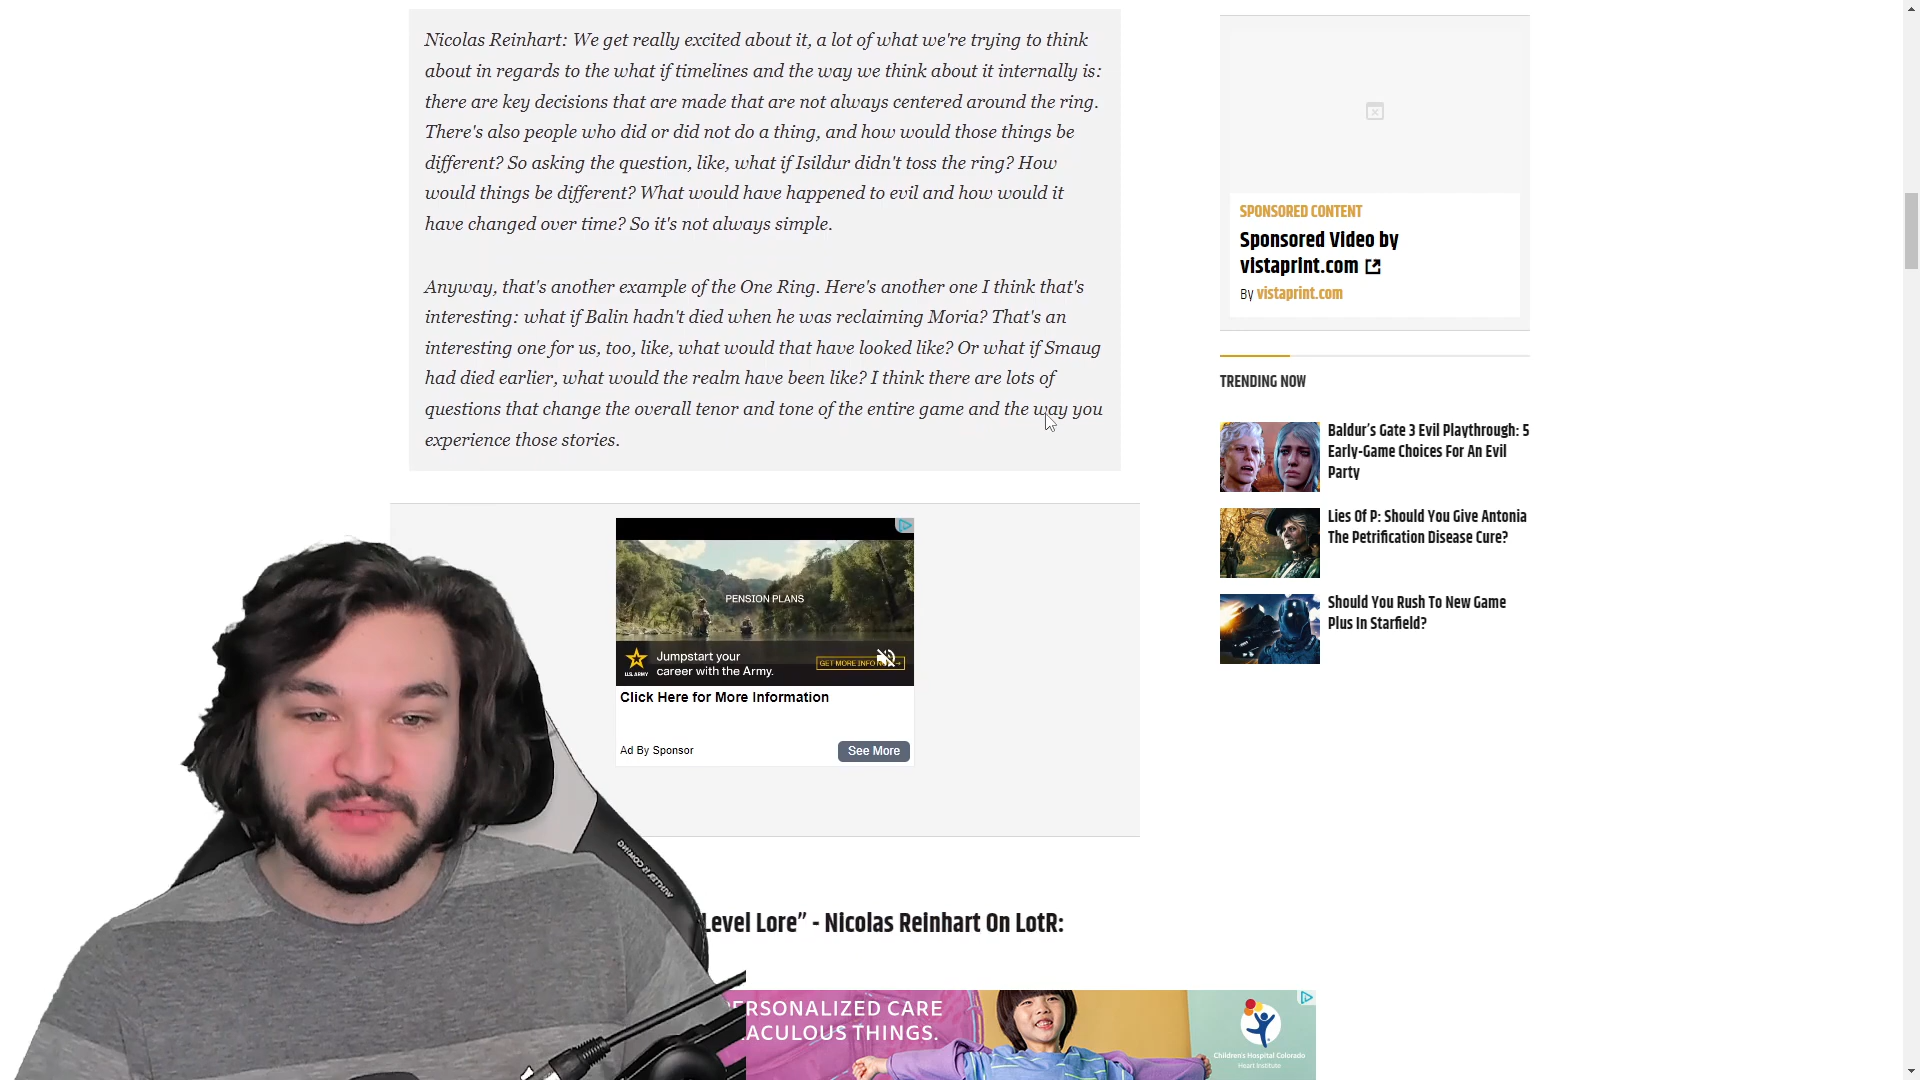 Nicolas Reinhart: We get really excited about it, a lot of what we're trying to think
about in regards to the what if timelines and the way we think about it internally is:
there are key decisions that are made that are not always centered around the ring.
There's also people who did or did not do a thing, and how would those things be
different? So asking the question, like, what if Isildur didn't toss the ring? How
would things be different? What would have happened to evil and how would it
have changed over time? So it's not always simple.
Anyway, that's another example of the One Ring. Here's another one I think that's
interesting: what if Balin hadn't died when he was reclaiming Moria? That's an
interesting one for us, too, like, what would that have looked like? Or what if Smaug
had died earlier, what would the realm have been like? I think there are lots of
questions that change the overall tenor and tone of the entire game and the way you
experience those stories.
SPONSORED CONTENT
Sponsored Video by
vistaprint.com
By vistaprint.com
TRENDING NOW
Baldur's Gate 3 Evil Playthrough: 5
Early-Game Choices For An Evil
Party
Lies Of P: Should You Give Antonia
The Petrification Disease Cure?
Should You Rush To New Game
Plus In Starfield?
PENSION PLANS
U.S. ARMY
Jumpstart your
career with the Army.
GET MORE INFO
Click Here for More Information
Ad By Sponsor
See More
Level Lore" - Nicolas Reinhart On LotR:
ERSONALIZED CARE
ACULOUS THINGS.
Children's Hospital Colorado
Heart Institute